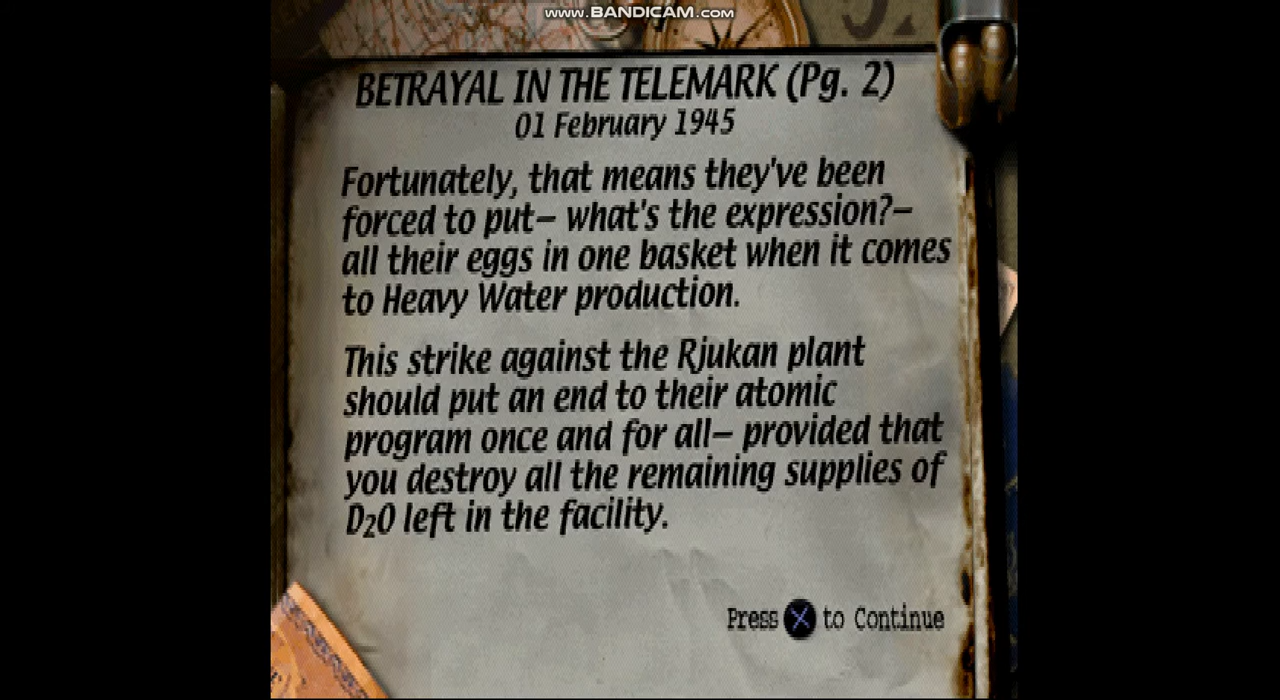 www.BANDICAM.com
BETRAYAL IN THE TELEMARK (Pg. 2)
01 February 1945
Fortunately, that means they've been
forced to put– what's the expression?–
all their eggs in one basket when it comes
to Heavy Water production.
This strike against the Rjukan plant
should put an end to their atomic
program once and for all– provided that
you destroy all the remaining supplies of
D₂O left in the facility.
Press X to Continue